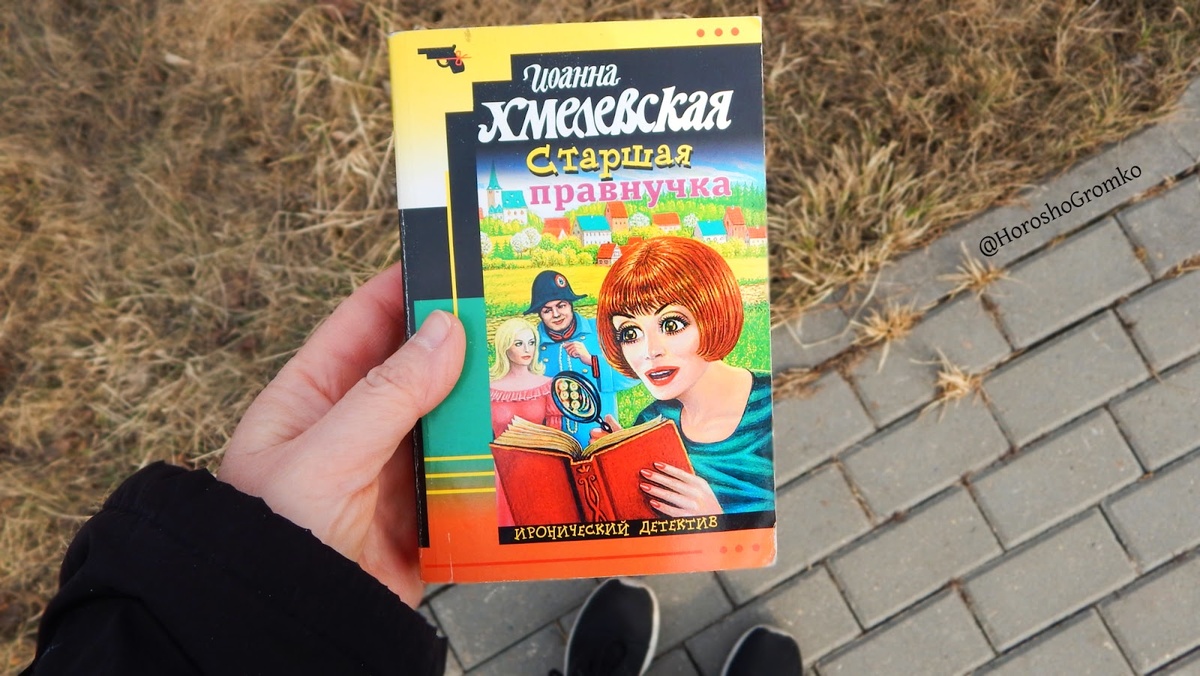 Иоанна
Хмелевская
Старшая
правнучка
ИРОНИЧЕСКИЙ ДЕТЕКТИВ
@HoroshoGromko